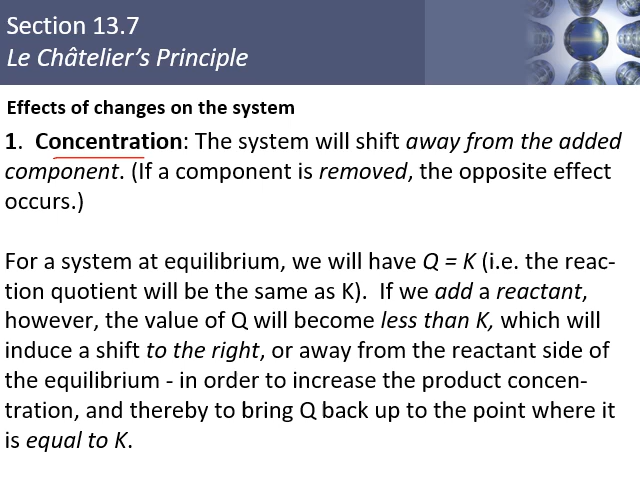 Section 13.7
Le Châtelier's Principle
Effects of changes on the system
1. Concentration: The system will shift away from the added
component. (If a component is removed, the opposite effect
occurs.)
For a system at equilibrium, we will have Q = K (i.e. the reac-
tion quotient will be the same as K). If we add a reactant,
however, the value of Q will become less than K, which will
induce a shift to the right, or away from the reactant side of
the equilibrium - in order to increase the product concen-
tration, and thereby to bring Q back up to the point where it
is equal to K.